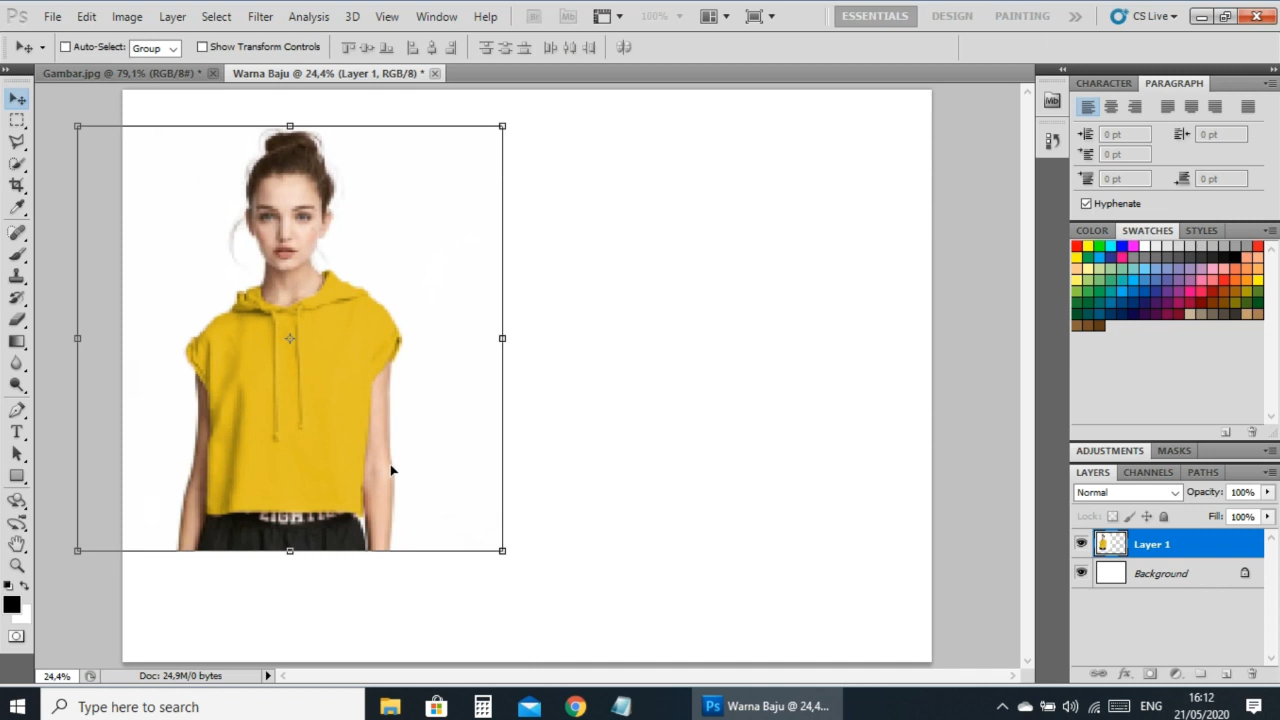 Ps File Edit Image Layer Select Filter Analysis 3D View Window Help Br Mb 100% ESSENTIALS DESIGN PAINTING CS Live
Auto-Select: Group Show Transform Controls
Gambar.jpg @ 79,1% (RGB/8#) * Warna Baju @ 24,4% (Layer 1, RGB/8) *
CHARACTER PARAGRAPH
Mb
0 pt 0 pt
0 pt
0 pt 0 pt
Hyphenate
COLOR SWATCHES STYLES
ADJUSTMENTS MASKS
LAYERS CHANNELS PATHS
Normal Opacity: 100%
Lock: Fill: 100%
Layer 1
Background
24,4% Doc: 24,9M/0 bytes
Type here to search
Ps Warna Baju @ 24,4...
ENG
16:12
21/05/2020